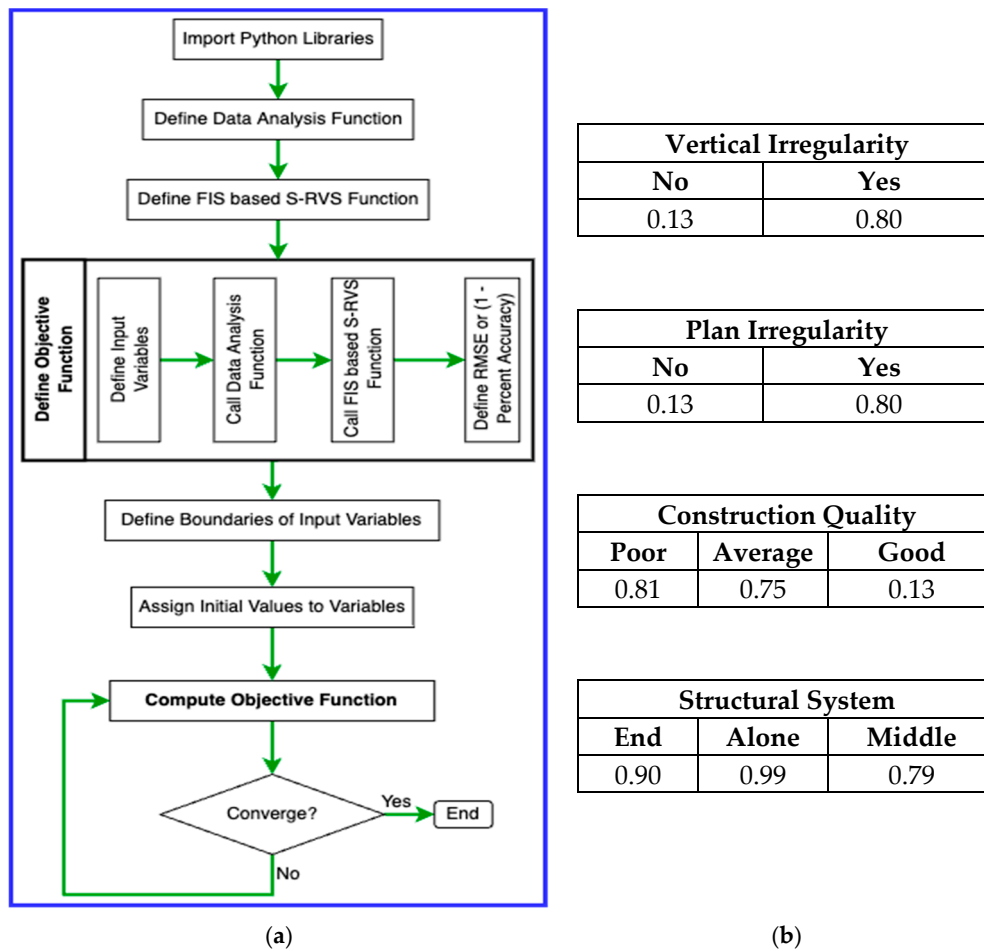 Import Python Libraries
Define Data Analysis Function
Define FIS based S-RVS Function
Define Objective
Function
Define Input
Variables
Call Data Analysis
Function
Call FIS based S-RVS
Function
Define RMSE or (1 -
Percent Accuracy)
Define Boundaries of Input Variables
Assign Initial Values to Variables
Compute Objective Function
Converge?
Yes
End
No
(a)
Vertical Irregularity
No Yes
0.13 0.80
Plan Irregularity
No Yes
0.13 0.80
Construction Quality
Poor Average Good
0.81 0.75 0.13
Structural System
End Alone Middle
0.90 0.99 0.79
(b)